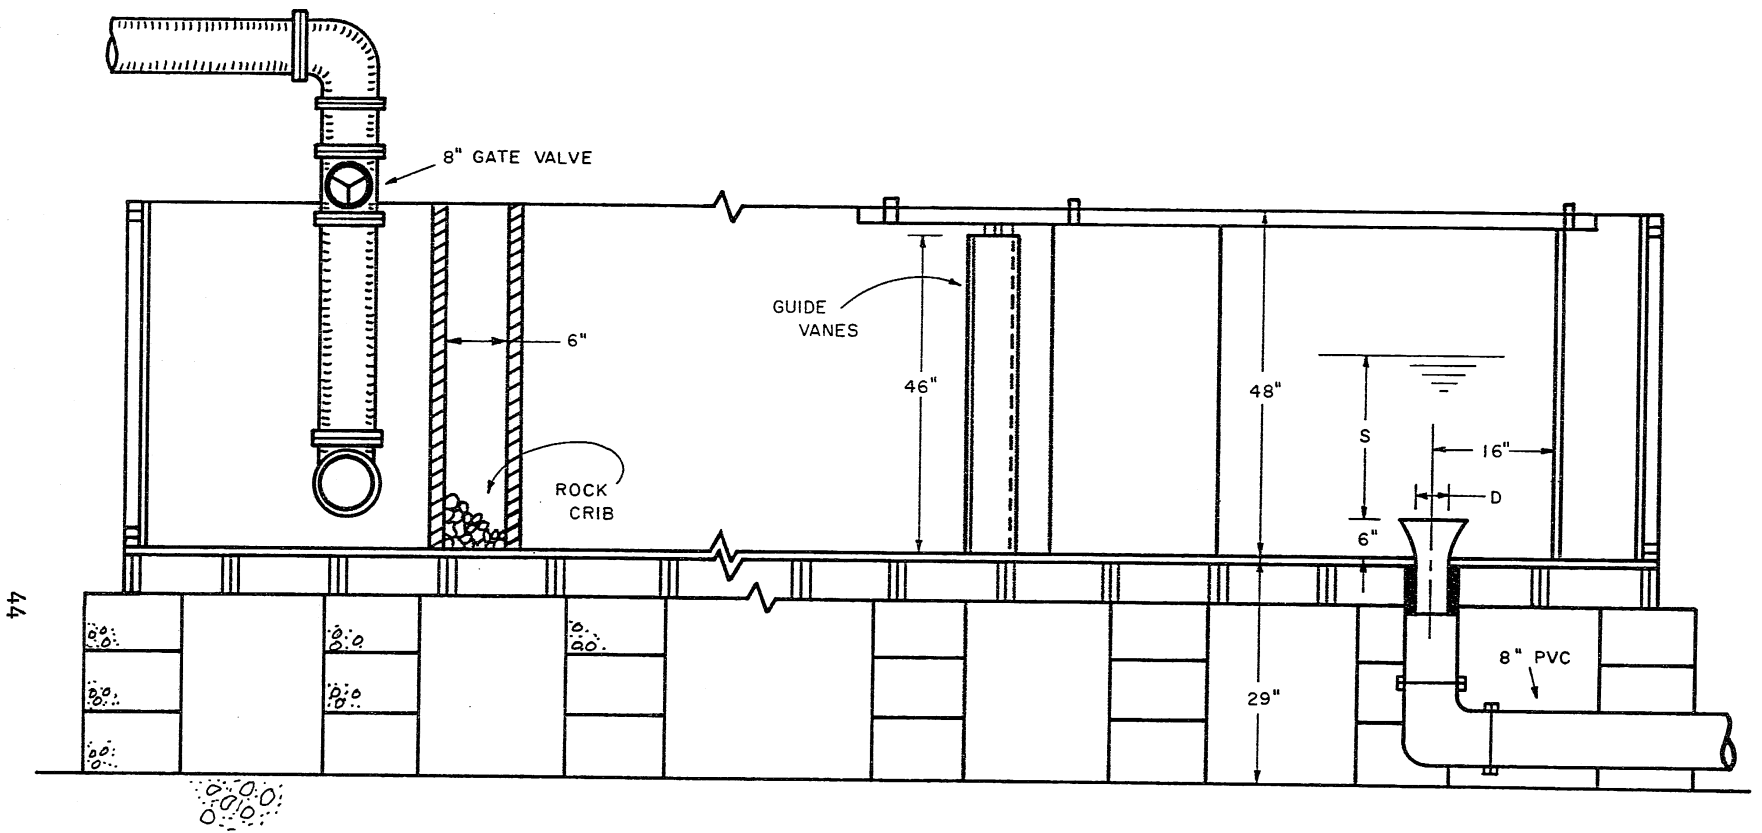 8" GATE VALVE
GUIDE
VANES
6"
46"
48"
S
16"
D
ROCK
CRIB
6"
44
8" PVC
29"